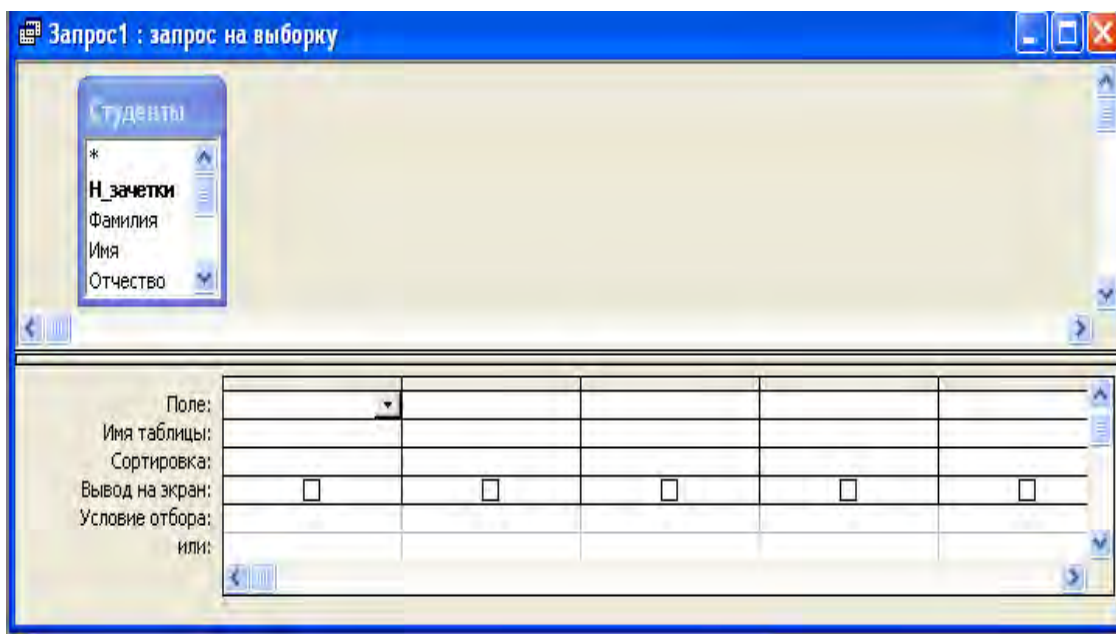 Запрос1 : запрос на выборку
Студенты
*
Н_зачетки
Фамилия
Имя
Отчество
Поле:
Имя таблицы:
Сортировка:
Вывод на экран:
Условие отбора:
или: